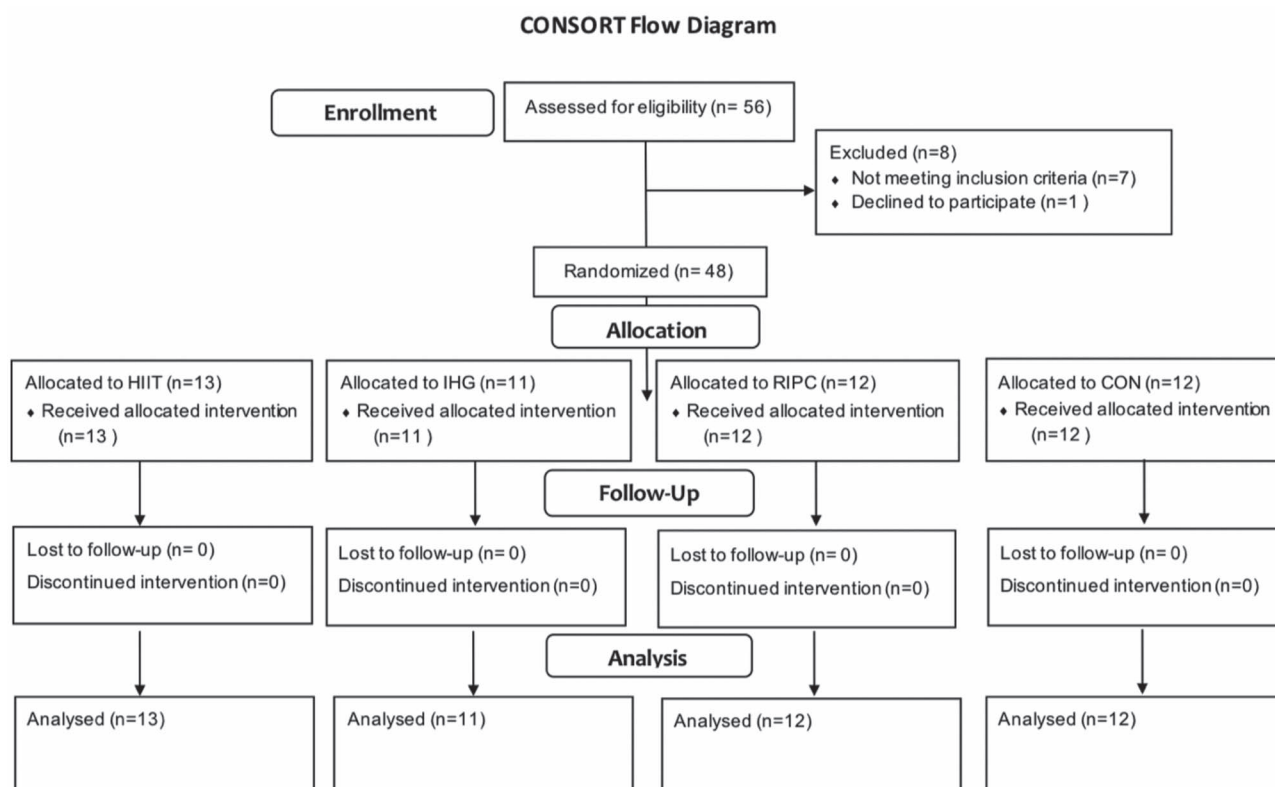 CONSORT Flow Diagram
Enrollment
Assessed for eligibility (n= 56)
Excluded (n=8)
♦ Not meeting inclusion criteria (n=7)
♦ Declined to participate (n=1 )
Randomized (n= 48)
Allocation
Allocated to HIIT (n=13)
♦ Received allocated intervention
(n=13 )
Allocated to IHG (n=11)
♦ Received allocated intervention
(n=11 )
Allocated to RIPC (n=12)
♦ Received allocated intervention
(n=12 )
Allocated to CON (n=12)
♦ Received allocated intervention
(n=12 )
Follow-Up
Lost to follow-up (n= 0)
Discontinued intervention (n=0)
Lost to follow-up (n= 0)
Discontinued intervention (n=0)
Lost to follow-up (n= 0)
Discontinued intervention (n=0)
Lost to follow-up (n= 0)
Discontinued intervention (n=0)
Analysis
Analysed (n=13)
Analysed (n=11)
Analysed (n=12)
Analysed (n=12)